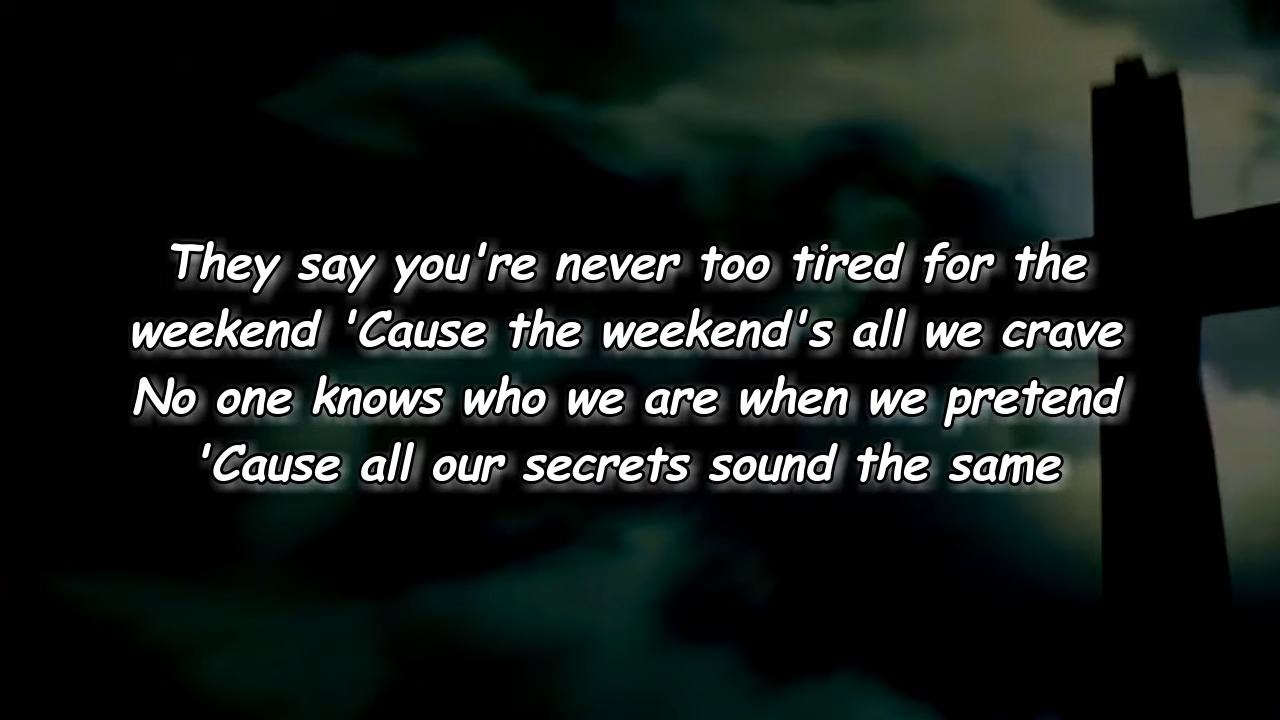 They say you're never too tired for the
weekend 'Cause the weekend's all we crave
No one knows who we are when we pretend
'Cause all our secrets sound the same